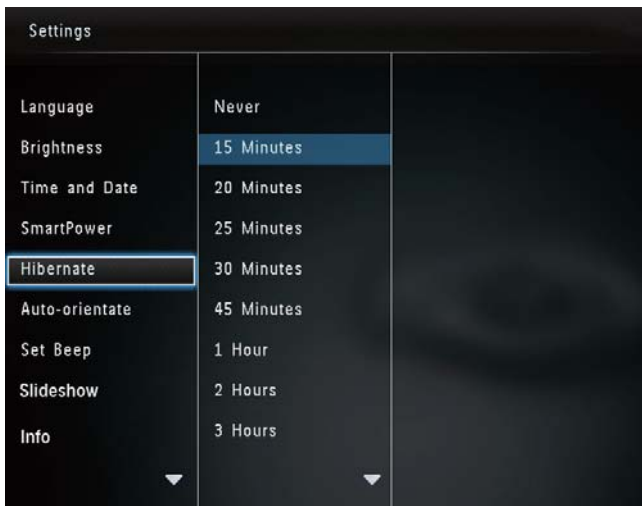 Settings
Language
Brightness
Time and Date
SmartPower
Hibernate
Auto-orientate
Set Beep
Slideshow
Info
Never
15 Minutes
20 Minutes
25 Minutes
30 Minutes
45 Minutes
1 Hour
2 Hours
3 Hours